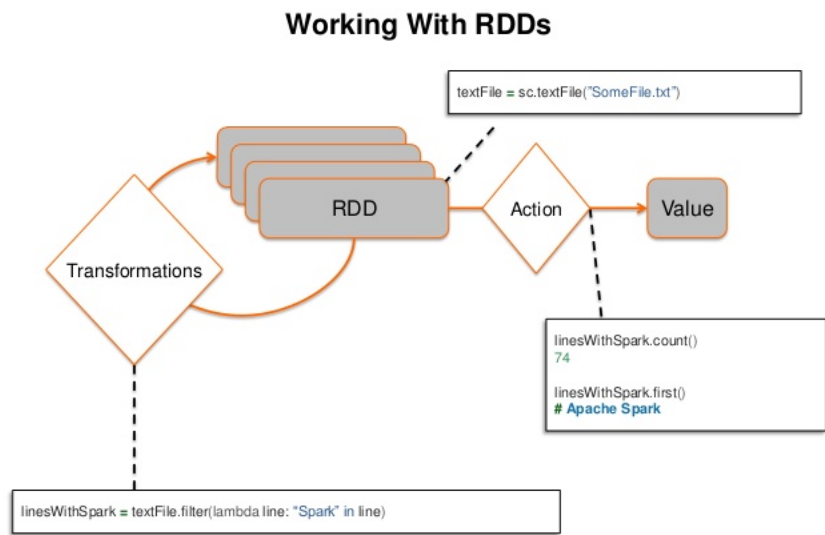 Working With RDDs
textFile = sc.textFile("SomeFile.txt")
RDD
Action
Value
Transformations
linesWithSpark.count()
74
linesWithSpark.first()
# Apache Spark
linesWithSpark = textFile.filter(lambda line: "Spark" in line)